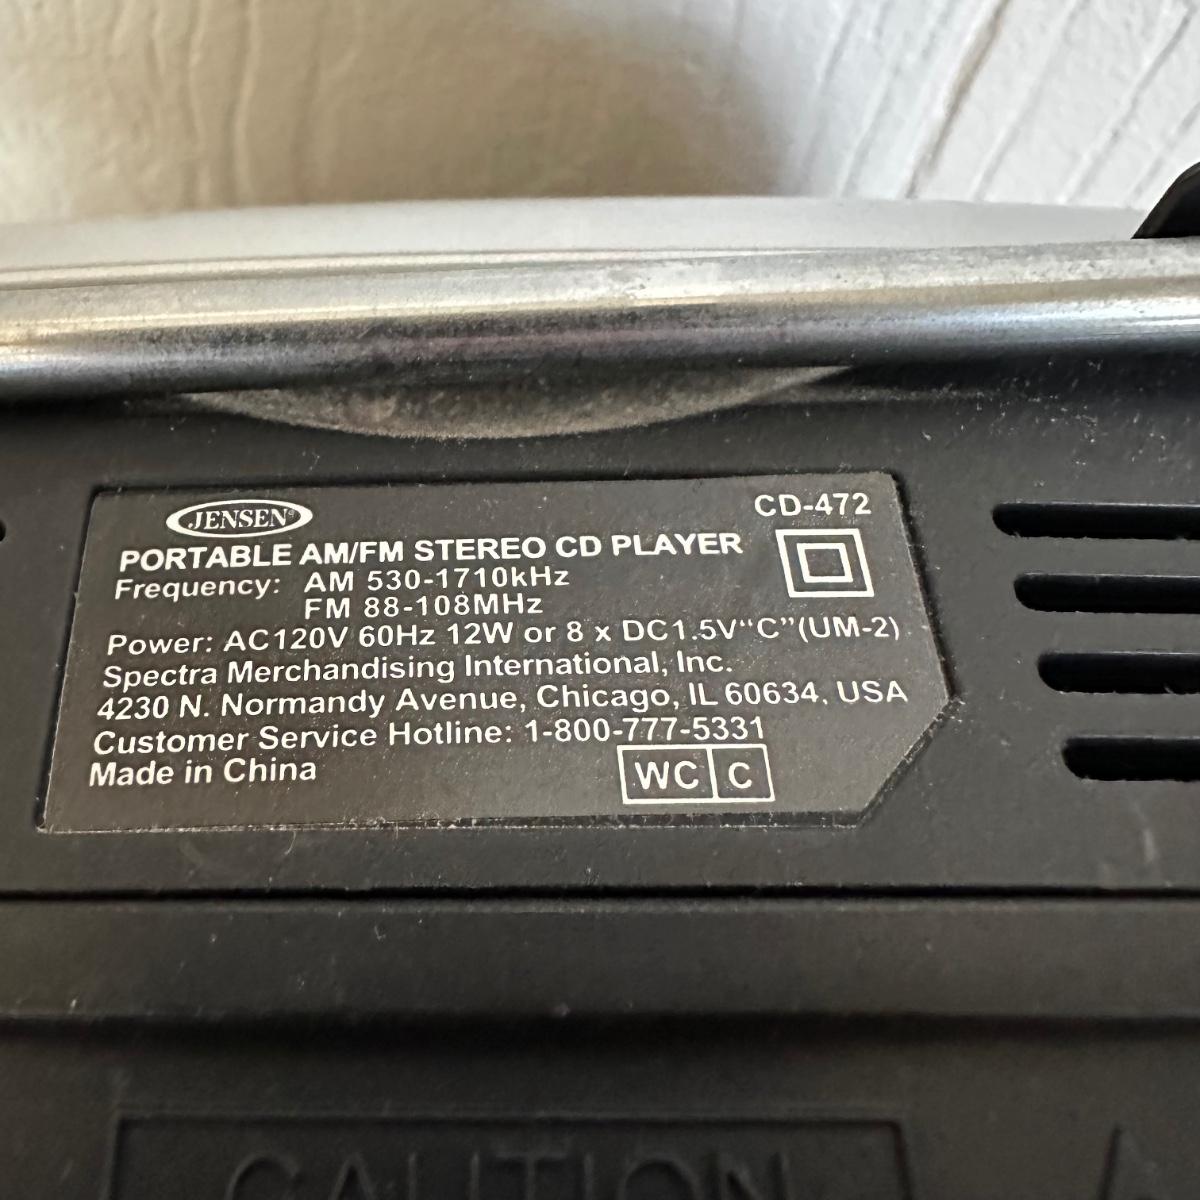 JENSEN®
CD-472
PORTABLE AM/FM STEREO CD PLAYER
Frequency: AM 530-1710kHz
FM 88-108MHz
Power: AC120V 60Hz 12W or 8 x DC1.5V"C"(UM-2)
Spectra Merchandising International, Inc.
4230 N. Normandy Avenue, Chicago, IL 60634, USA
Customer Service Hotline: 1-800-777-5331
Made in China
WC C
CAUTION